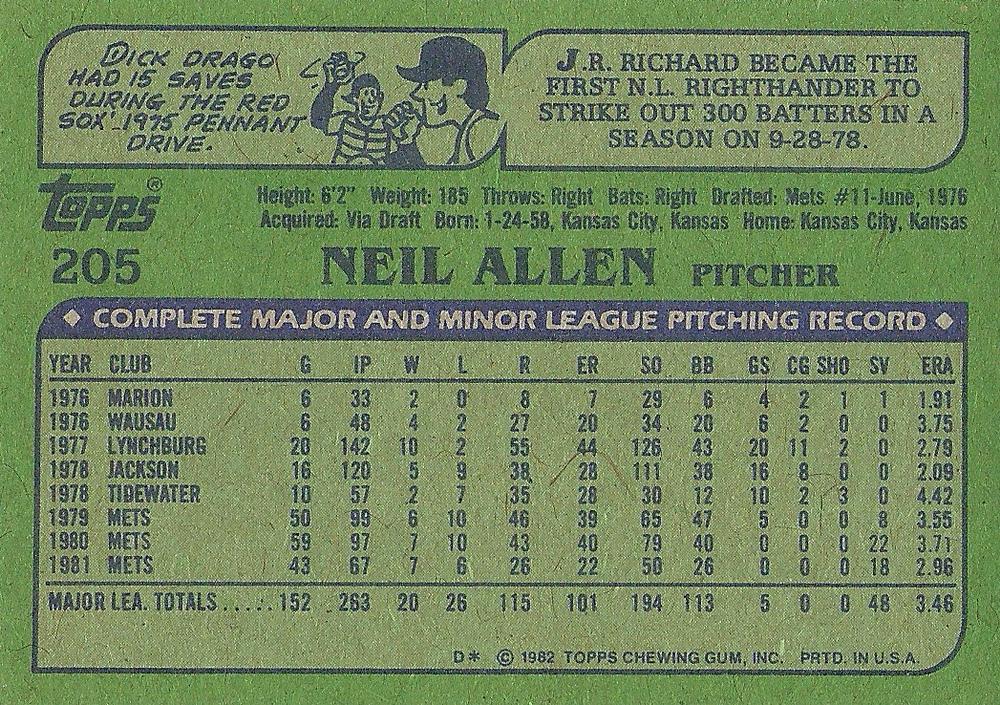 DICK DRAGO
HAD 15 SAVES
DURING THE RED
SOX' 1975 PENNANT
DRIVE.
J.R. RICHARD BECAME THE
FIRST N.L. RIGHTHANDER TO
STRIKE OUT 300 BATTERS IN A
SEASON ON 9-28-78.
topps®
Height: 6'2" Weight: 185 Throws: Right Bats: Right Drafted: Mets #11-June, 1976
Acquired: Via Draft Born: 1-24-58, Kansas City, Kansas Home: Kansas City, Kansas
205 NEIL ALLEN PITCHER
◆ COMPLETE MAJOR AND MINOR LEAGUE PITCHING RECORD ◆
YEAR CLUB G IP W L R ER SO BB GS CG SHO SV ERA
1976 MARION 6 33 2 0 8 7 29 6 4 2 1 1 1.91
1976 WAUSAU 6 48 4 2 27 20 34 20 6 2 0 0 3.75
1977 LYNCHBURG 20 142 10 2 55 44 126 43 20 11 2 0 2.79
1978 JACKSON 16 120 5 9 38 28 111 38 16 8 0 0 2.09
1978 TIDEWATER 10 57 2 7 35 28 30 12 10 2 3 0 4.42
1979 METS 50 99 6 10 46 39 65 47 5 0 0 8 3.55
1980 METS 59 97 7 10 43 40 79 40 0 0 0 22 3.71
1981 METS 43 67 7 6 26 22 50 26 0 0 0 18 2.96
MAJOR LEA. TOTALS ...... 152 263 20 26 115 101 194 113 5 0 0 48 3.46
D* © 1982 TOPPS CHEWING GUM, INC. PRTD. IN U.S.A.